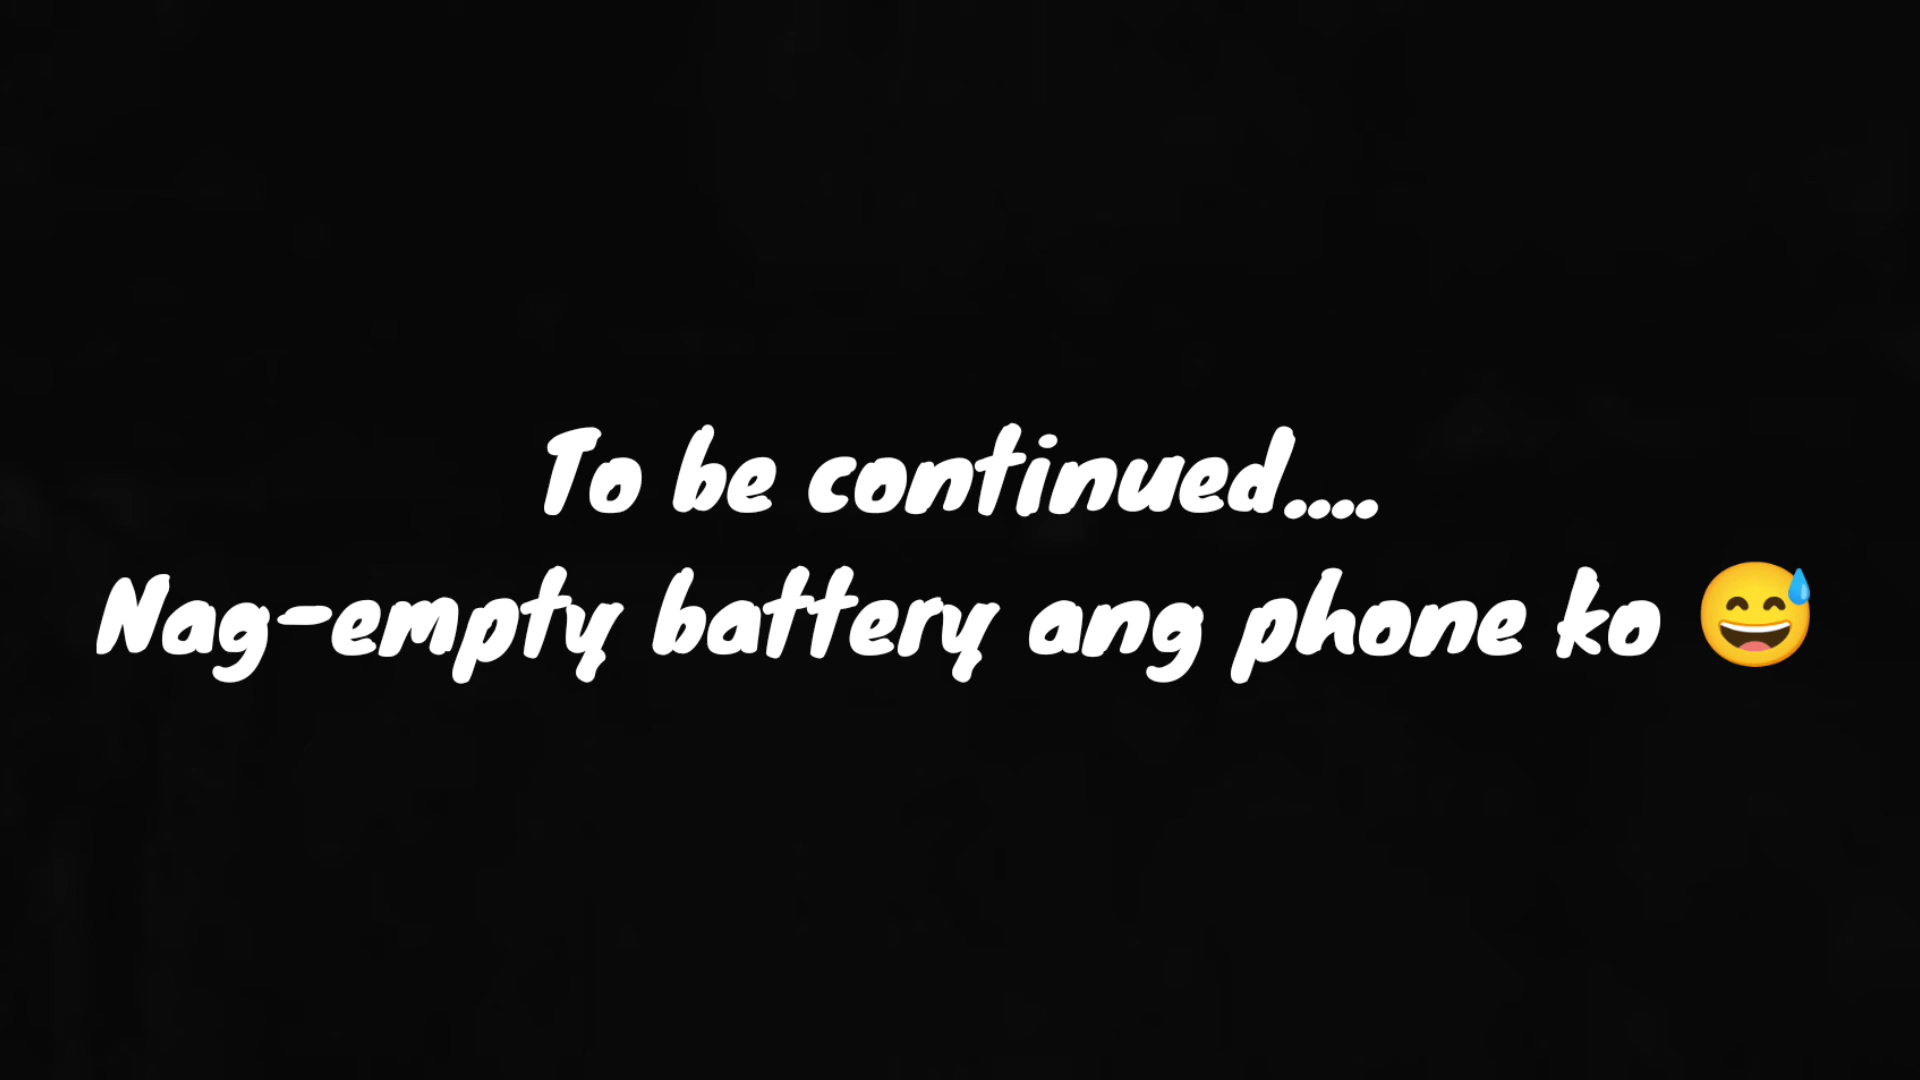 To be continued....
Nag-empty battery ang phone ko 😅